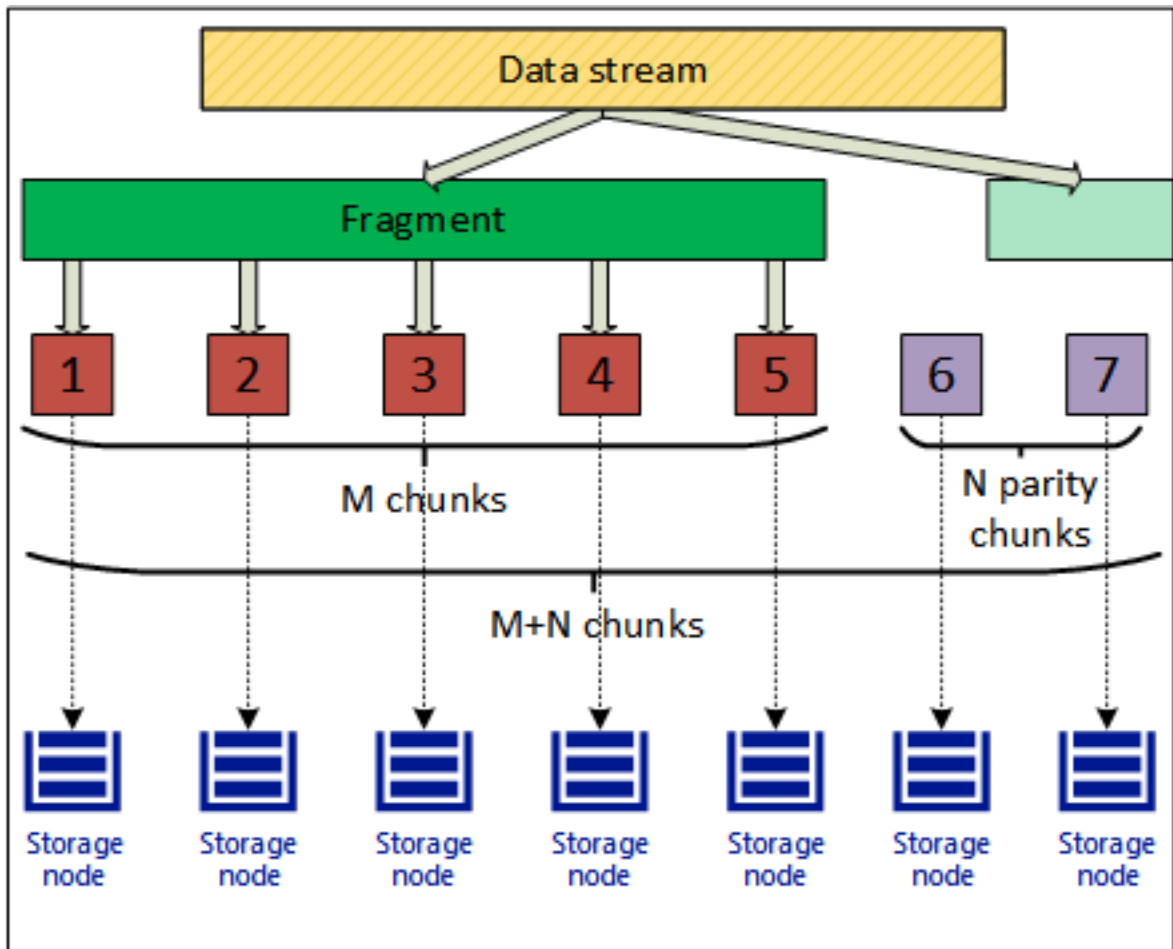 Data stream
Fragment
1 2 3 4 5 6 7
M chunks
N parity
chunks
M+N chunks
Storage Storage Storage Storage Storage Storage Storage
node node node node node node node